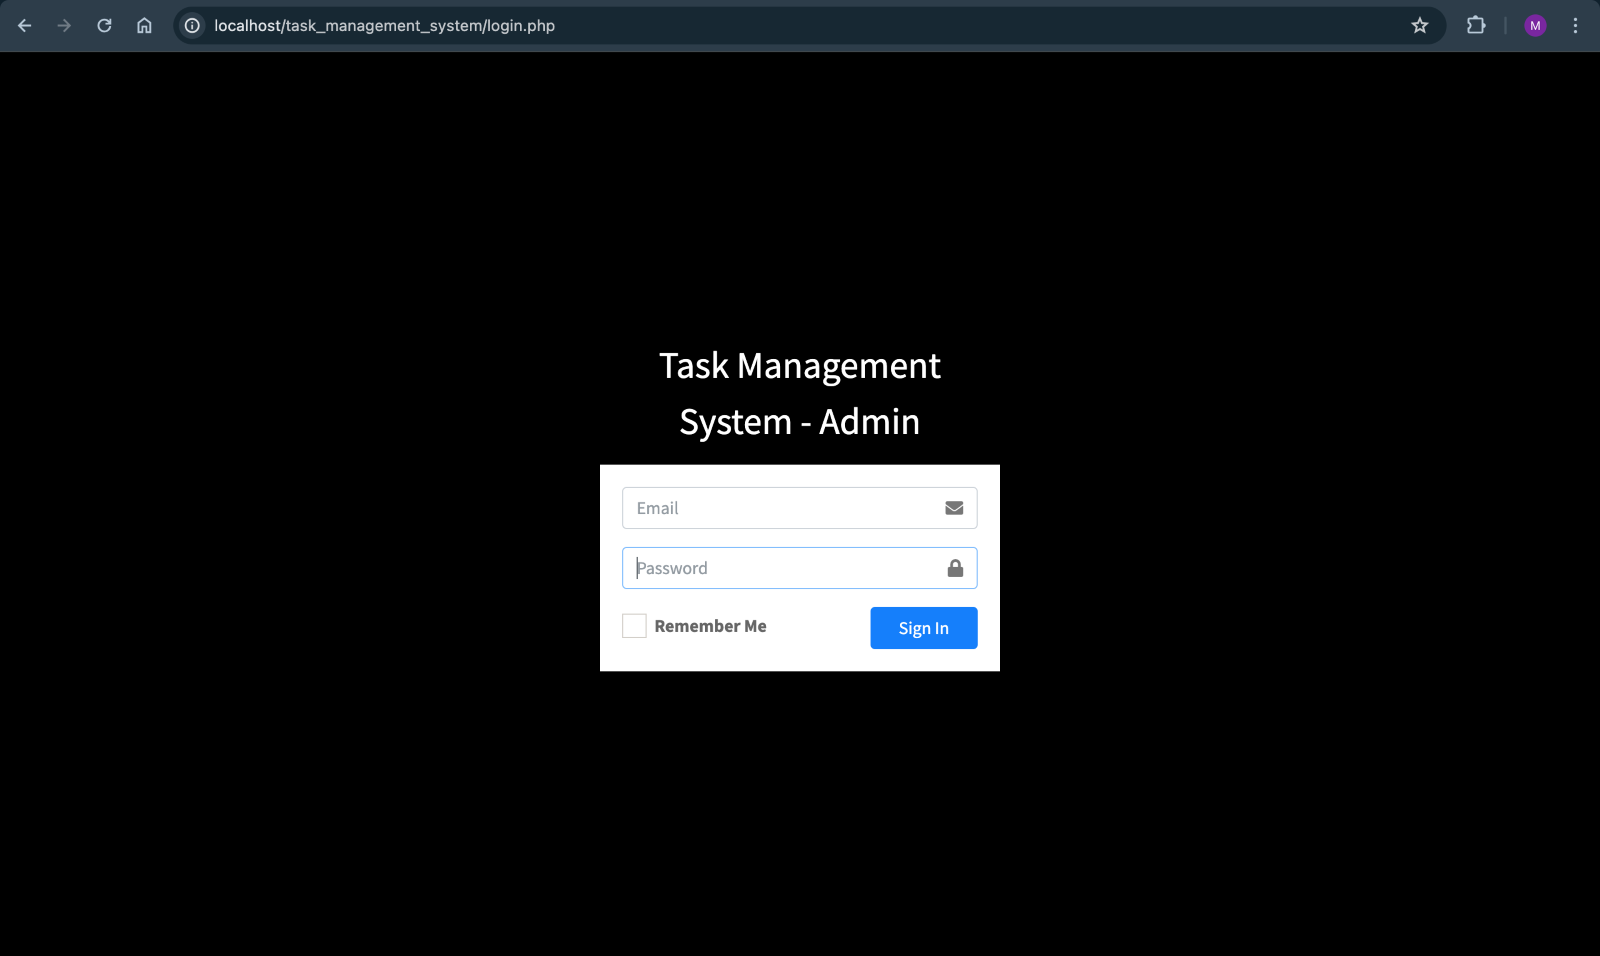 localhost/task_management_system/login.php
M
Task Management
System - Admin
Email
Password
Remember Me
Sign In